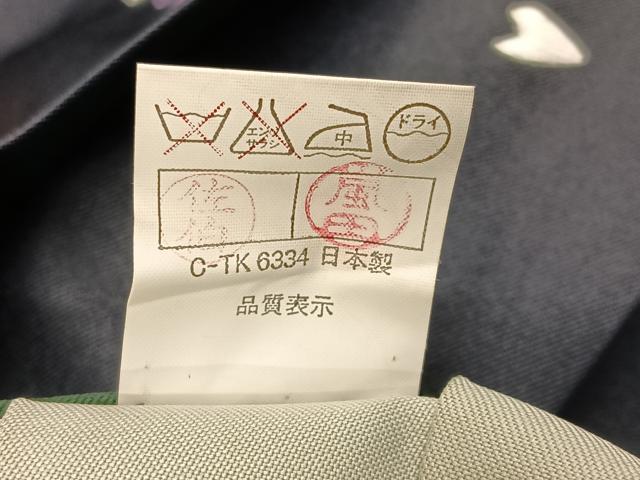 エンソ
サラシ
中
ドライ
C-TK 6334 日本製
品質表示